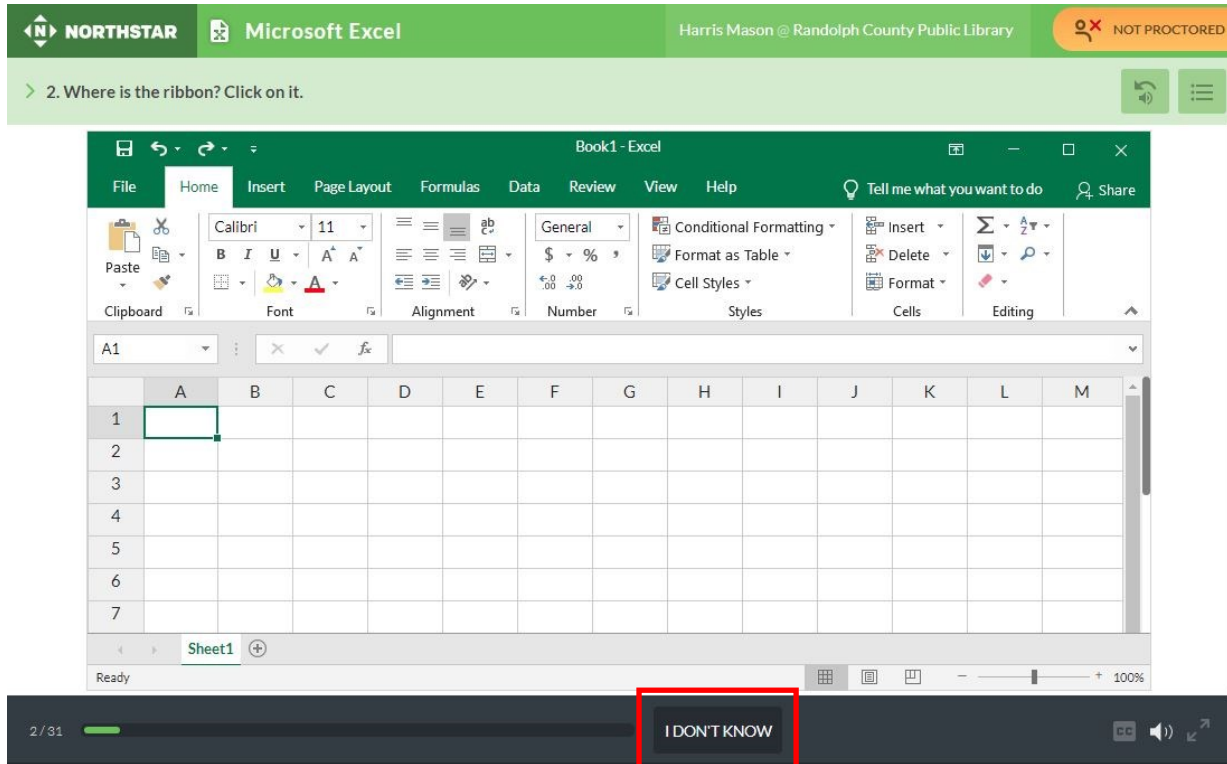 NORTHSTAR Microsoft Excel Harris Mason @ Randolph County Public Library NOT PROCTORED
2. Where is the ribbon? Click on it.
Book1 - Excel
File Home Insert Page Layout Formulas Data Review View Help Tell me what you want to do Share
Calibri 11 ab General Conditional Formatting Insert Σ A Z
Paste B I U A A $ % , Format as Table Delete
A .00 .0 Cell Styles Format
Clipboard Font Alignment Number Styles Cells Editing
A1 fx
A B C D E F G H I J K L M
1
2
3
4
5
6
7
Sheet1
Ready - + 100%
2/31 I DON'T KNOW CC